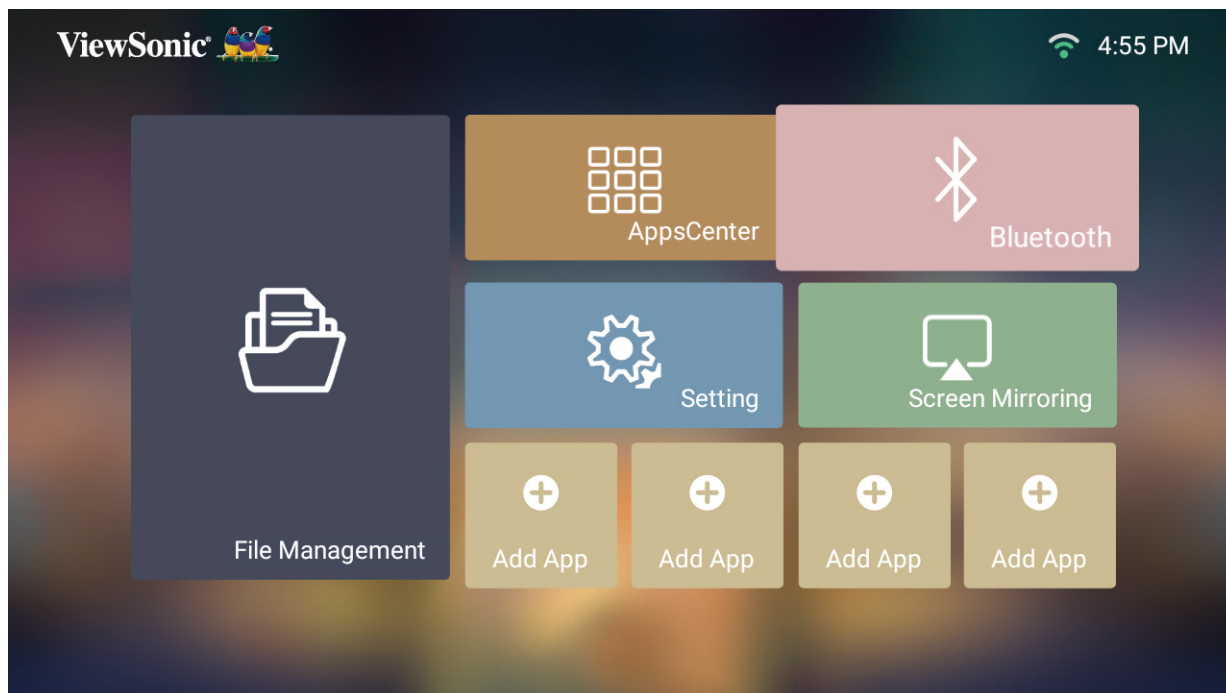 ViewSonic®
4:55 PM
AppsCenter
Bluetooth
Setting
Screen Mirroring
File Management
Add App
Add App
Add App
Add App